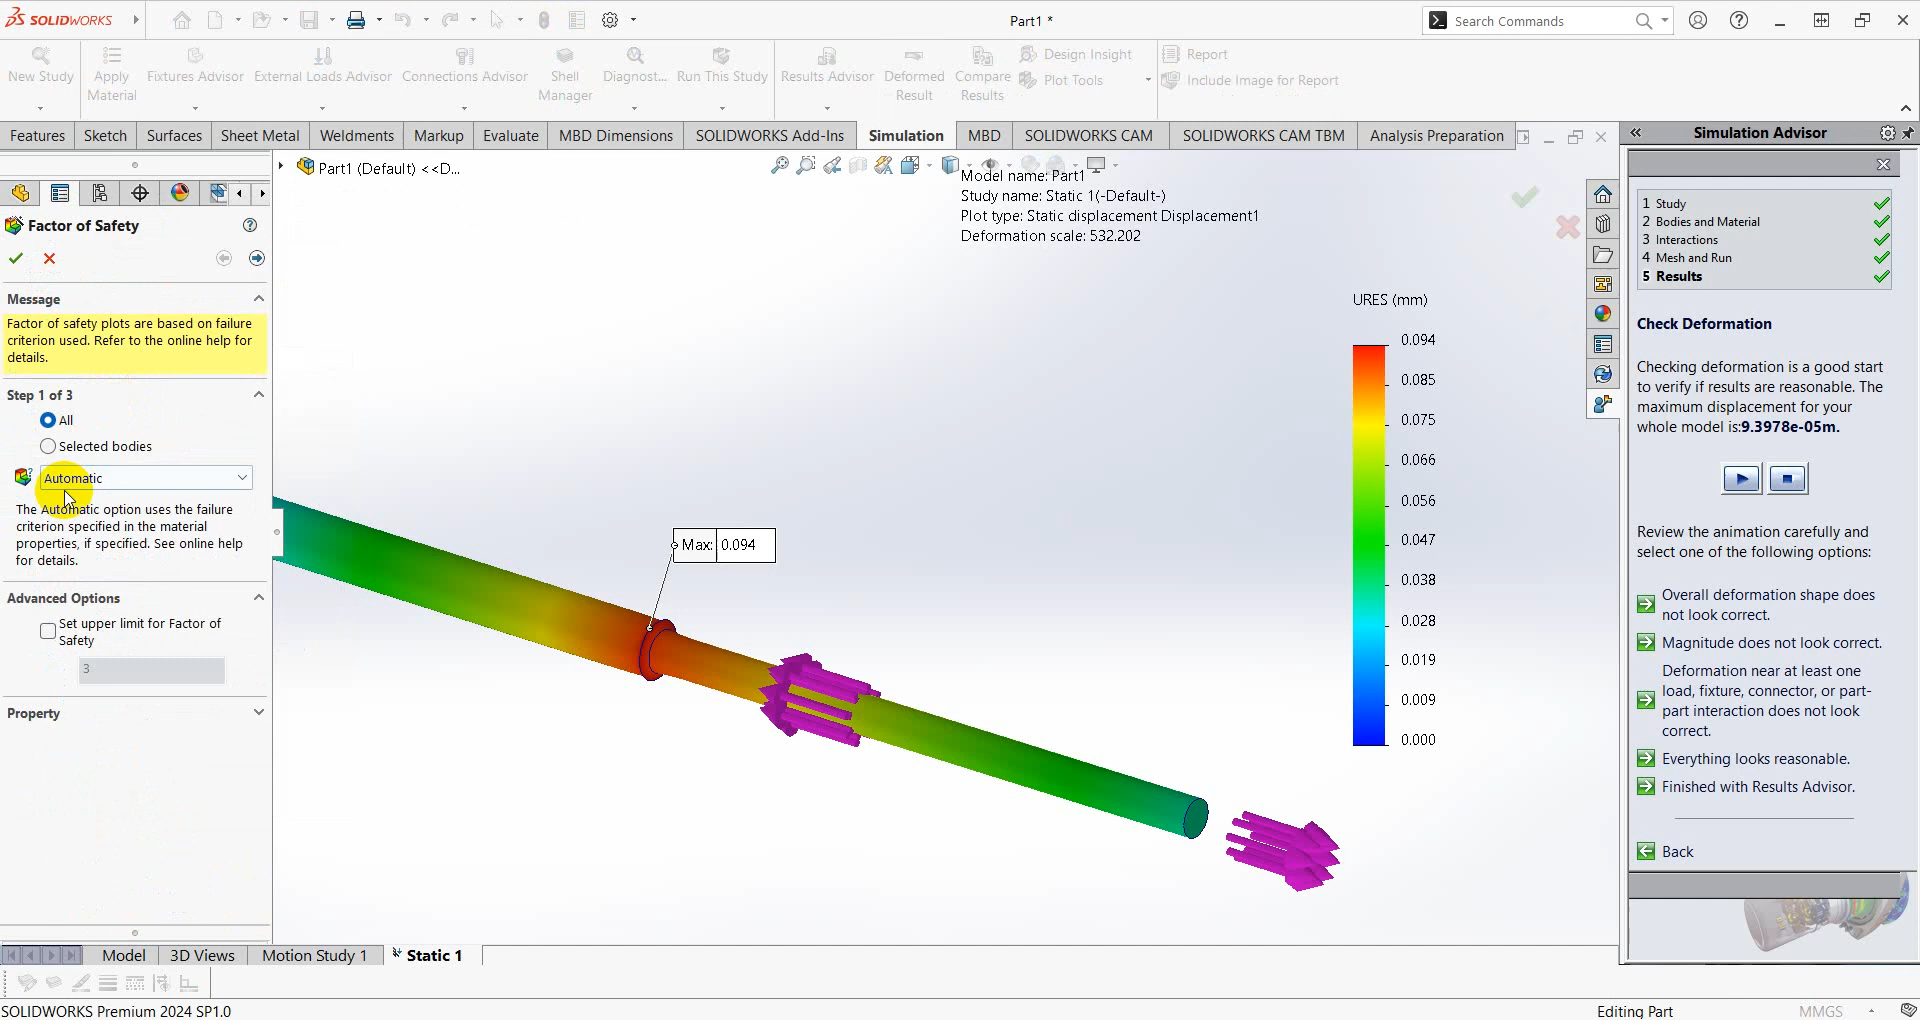 SOLIDWORKS
Part1 *
Search Commands
New Study
Apply Material
Fixtures Advisor
External Loads Advisor
Connections Advisor
Shell Manager
Diagnost...
Run This Study
Results Advisor
Deformed Result
Compare Results
Design Insight
Plot Tools
Report
Include Image for Report
Features
Sketch
Surfaces
Sheet Metal
Weldments
Markup
Evaluate
MBD Dimensions
SOLIDWORKS Add-Ins
Simulation
MBD
SOLIDWORKS CAM
SOLIDWORKS CAM TBM
Analysis Preparation
Factor of Safety
Message
Factor of safety plots are based on failure
criterion used. Refer to the online help for
details.
Step 1 of 3
All
Selected bodies
Automatic
The Automatic option uses the failure
criterion specified in the material
properties, if specified. See online help
for details.
Advanced Options
Set upper limit for Factor of
Safety
3
Property
Part1 (Default) <<D...
Model name: Part1
Study name: Static 1(-Default-)
Plot type: Static displacement Displacement1
Deformation scale: 532.202
Max: 0.094
URES (mm)
0.094
0.085
0.075
0.066
0.056
0.047
0.038
0.028
0.019
0.009
0.000
Simulation Advisor
1 Study
2 Bodies and Material
3 Interactions
4 Mesh and Run
5 Results
Check Deformation
Checking deformation is a good start
to verify if results are reasonable. The
maximum displacement for your
whole model is:9.3978e-05m.
Review the animation carefully and
select one of the following options:
Overall deformation shape does
not look correct.
Magnitude does not look correct.
Deformation near at least one
load, fixture, connector, or part-
part interaction does not look
correct.
Everything looks reasonable.
Finished with Results Advisor.
Back
Model
3D Views
Motion Study 1
Static 1
SOLIDWORKS Premium 2024 SP1.0
Editing Part
MMGS